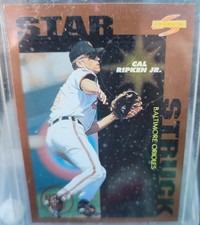 STAR
CAL
RIPKEN JR.
BALTIMORE ORIOLES
STRUCK